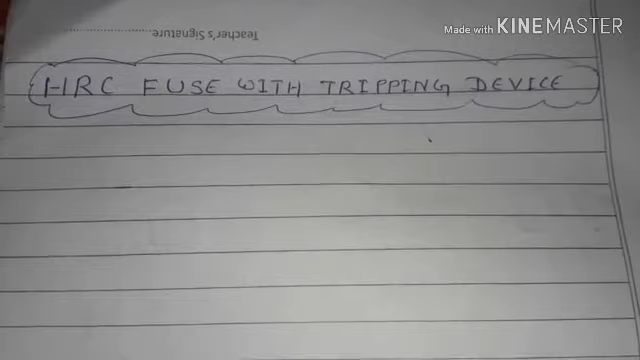 Made with KINEMASTER
Teacher's Signature
HRC FUSE WITH TRIPPING DEVICE